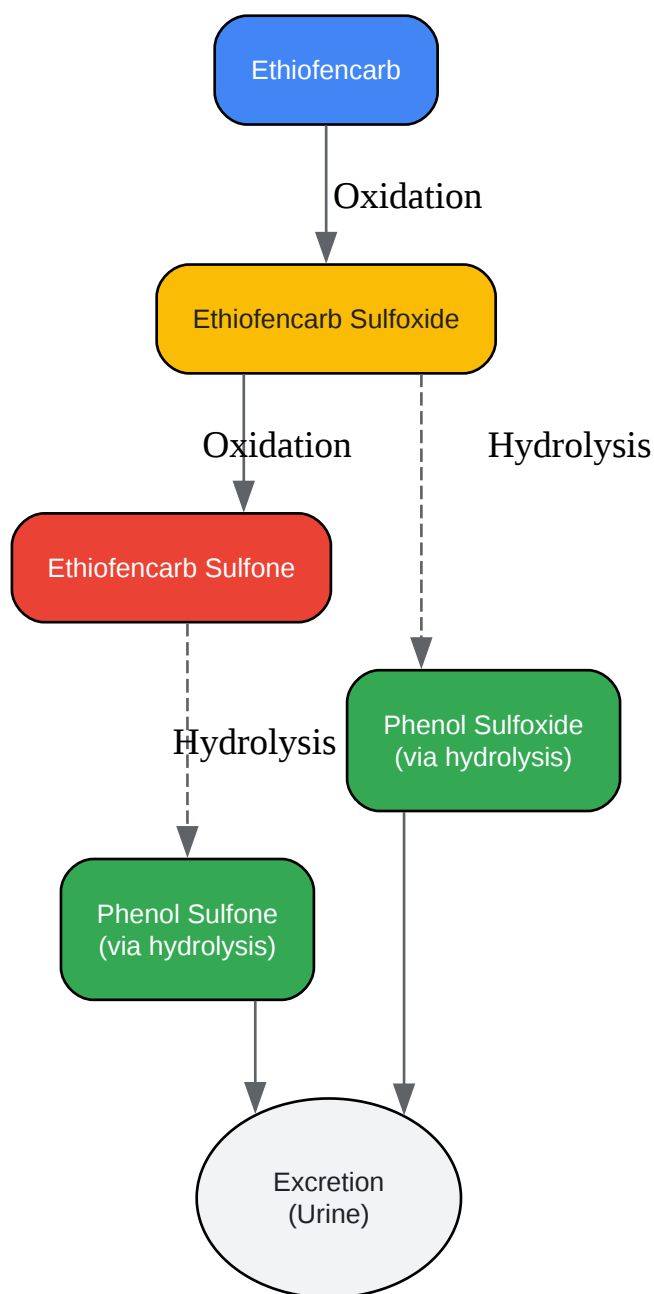 Ethiofencarb
Oxidation
Ethiofencarb Sulfoxide
Oxidation
Hydrolysis
Ethiofencarb Sulfone
Phenol Sulfoxide
(via hydrolysis)
Hydrolysis
Phenol Sulfone
(via hydrolysis)
Excretion
(Urine)